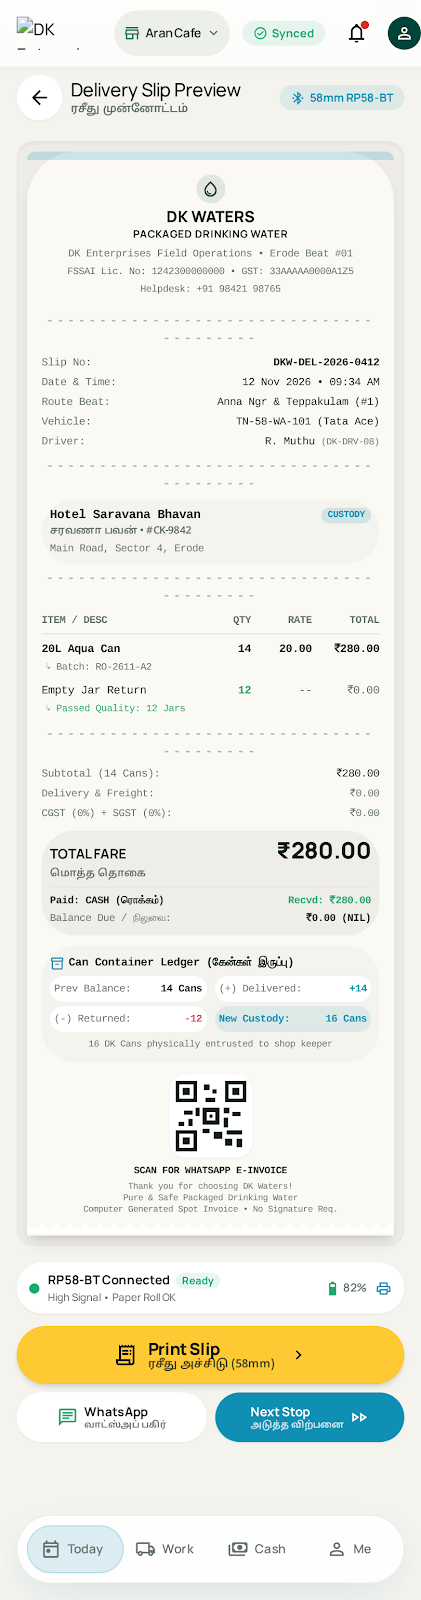 DK
AranCafe
Synced
Delivery Slip Preview
ரசீது முன்னோட்டம்
58mm RP58-BT
DK WATERS
PACKAGED DRINKING WATER
DK Enterprises Field Operations • Erode Beat #01
FSSAI Lic. No: 1242300000000 • GST: 33AAAAA0000A1Z5
Helpdesk: +91 98421 98765
Slip No: DKW-DEL-2026-0412
Date & Time: 12 Nov 2026 • 09:34 AM
Route Beat: Anna Ngr & Teppakulam (#1)
Vehicle: TN-58-WA-101 (Tata Ace)
Driver: R. Muthu (DK-DRV-08)
Hotel Saravana Bhavan CUSTODY
சரவணா பவன் • #CK-9842
Main Road, Sector 4, Erode
ITEM / DESC QTY RATE TOTAL
20L Aqua Can 14 20.00 ₹280.00
↳ Batch: RO-2611-A2
Empty Jar Return 12 -- ₹0.00
↳ Passed Quality: 12 Jars
Subtotal (14 Cans): ₹280.00
Delivery & Freight: ₹0.00
CGST (0%) + SGST (0%): ₹0.00
TOTAL FARE ₹280.00
மொத்த தொகை
Paid: CASH (ரொக்கம்) Recvd: ₹280.00
Balance Due / நிலுவை: ₹0.00 (NIL)
Can Container Ledger (கேன்கள் இருப்பு)
Prev Balance: 14 Cans (+) Delivered: +14
(-) Returned: -12 New Custody: 16 Cans
16 DK Cans physically entrusted to shop keeper
SCAN FOR WHATSAPP E-INVOICE
Thank you for choosing DK Waters!
Pure & Safe Packaged Drinking Water
Computer Generated Spot Invoice • No Signature Req.
RP58-BT Connected Ready
High Signal • Paper Roll OK
82%
Print Slip
ரசீது அச்சிடு (58mm)
WhatsApp
வாட்ஸ்அப் பகிர்
Next Stop
அடுத்த விற்பனை
Today Work Cash Me